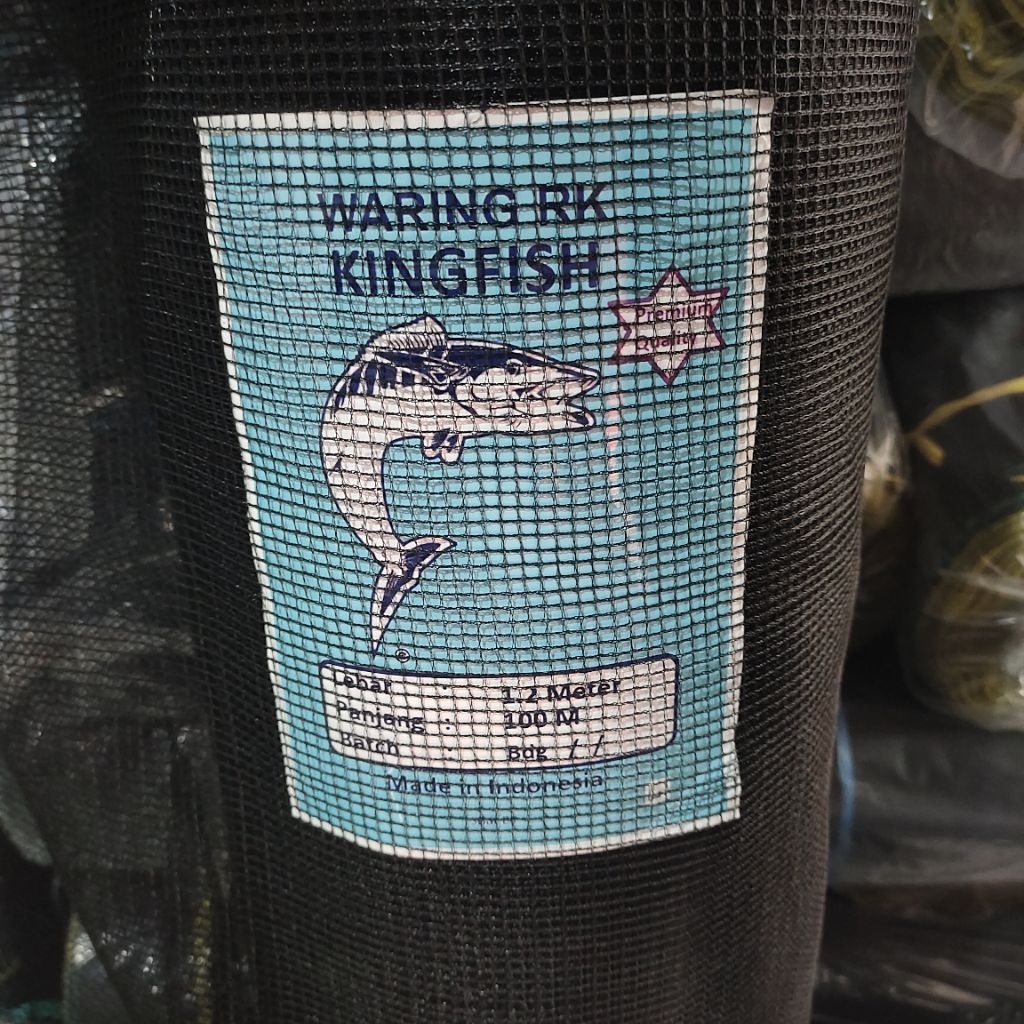 WARING RK
KINGFISH
Premium
Quality
®
Lebar : 1.2 Meter
Panjang : 100 M
Batch : Bdg / /
Made in Indonesia